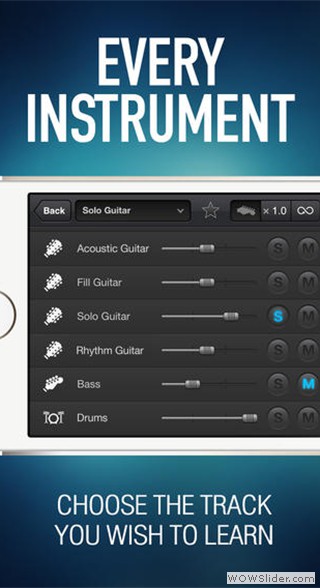 EVERY
INSTRUMENT
Back Solo Guitar × 1.0 ∞
Acoustic Guitar S M
Fill Guitar S M
Solo Guitar S M
Rhythm Guitar S M
Bass S M
Drums S M
CHOOSE THE TRACK
YOU WISH TO LEARN
WOWSlider.com